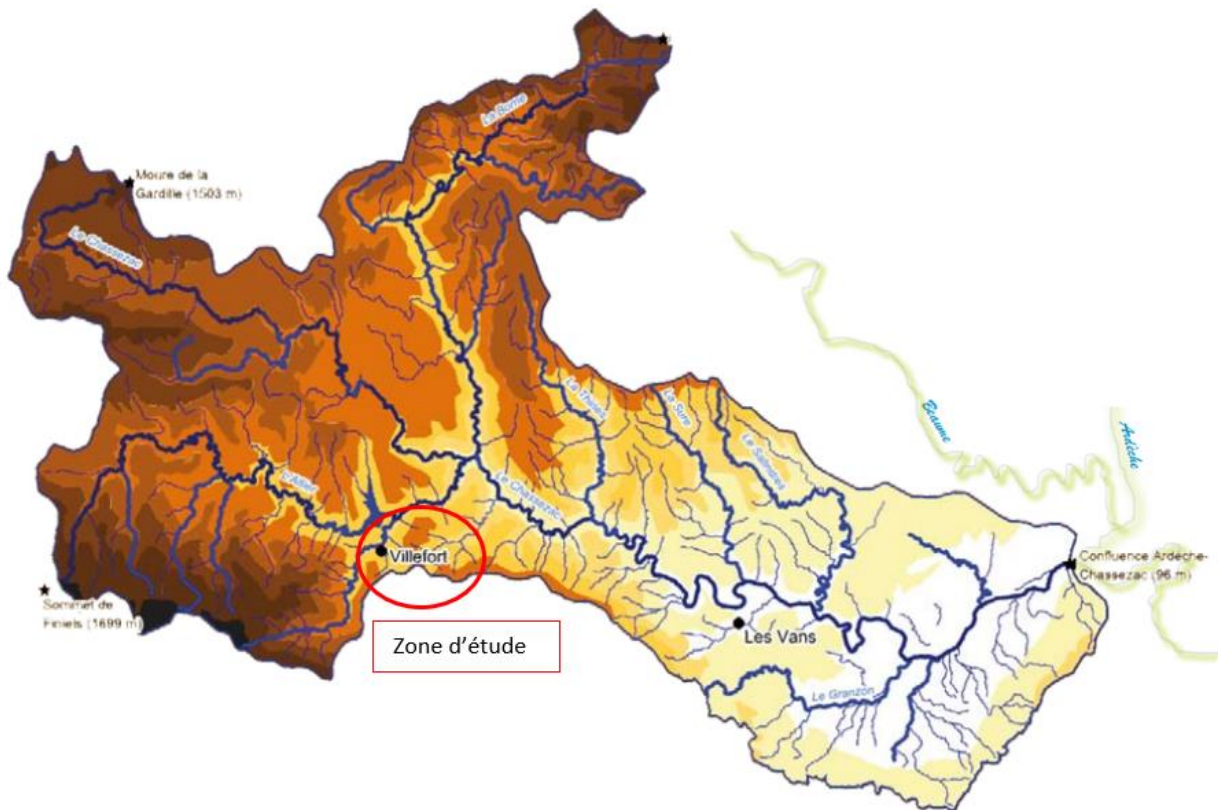 La Borne
Moure de la
Gardille (1503 m)
Le Chassezac
La Thines
La Sure
Le Salindres
Beaume
Ardèche
L'Altier
Le Chassezac
Villefort
Confluence Ardèche-
Chassezac (96 m)
Sommet de
Finiels (1699 m)
Zone d'étude
Les Vans
Le Granzon